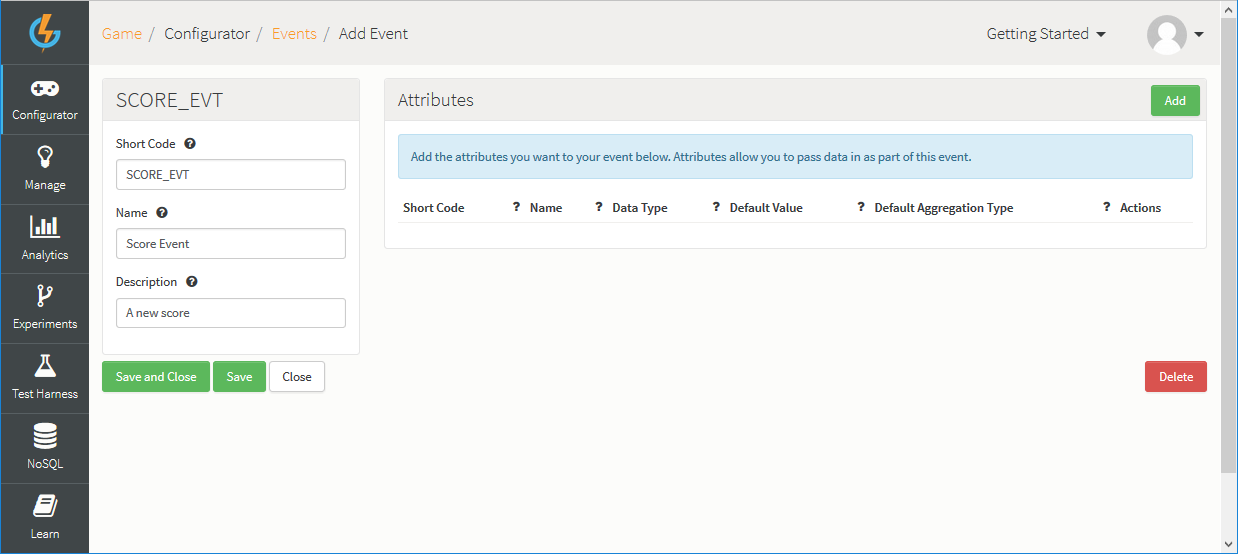 Game / Configurator / Events / Add Event
Getting Started
Configurator
Manage
Analytics
Experiments
Test Harness
NoSQL
Learn
SCORE_EVT
Short Code ?
SCORE_EVT
Name ?
Score Event
Description ?
A new score
Save and Close Save Close
Attributes
Add
Add the attributes you want to your event below. Attributes allow you to pass data in as part of this event.
Short Code ? Name ? Data Type ? Default Value ? Default Aggregation Type ? Actions
Delete